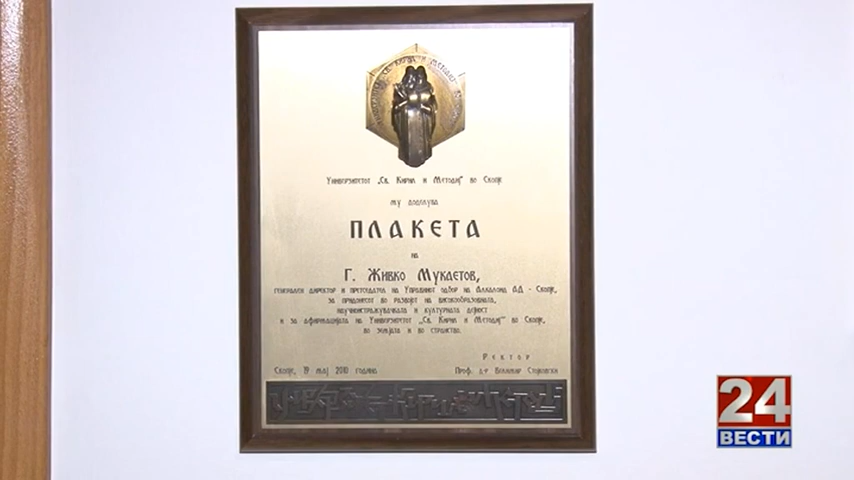 Универзитетот „Св. Кирил и Методиј“ во Скопје
му доделува
ПЛАКЕТА
на
Г. Живко Мукаетов,
генерален директор и претседател на Управниот одбор на Алкалоид АД - Скопје,
за придонесот во развојот на високообразовната,
научноистражувачката и културната дејност
и за афирмацијата на Универзитетот „Св. Кирил и Методиј“ во Скопје,
во земјата и во странство.
Ректор
Скопје, 19 мај 2010 година
Проф. д-р Велимир Стојковски
24
ВЕСТИ